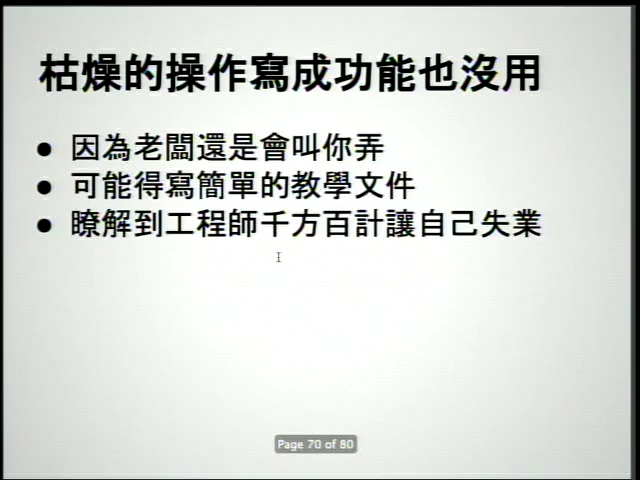 枯燥的操作寫成功能也沒用
● 因為老闆還是會叫你弄
● 可能得寫簡單的教學文件
● 瞭解到工程師千方百計讓自己失業
Page 70 of 80